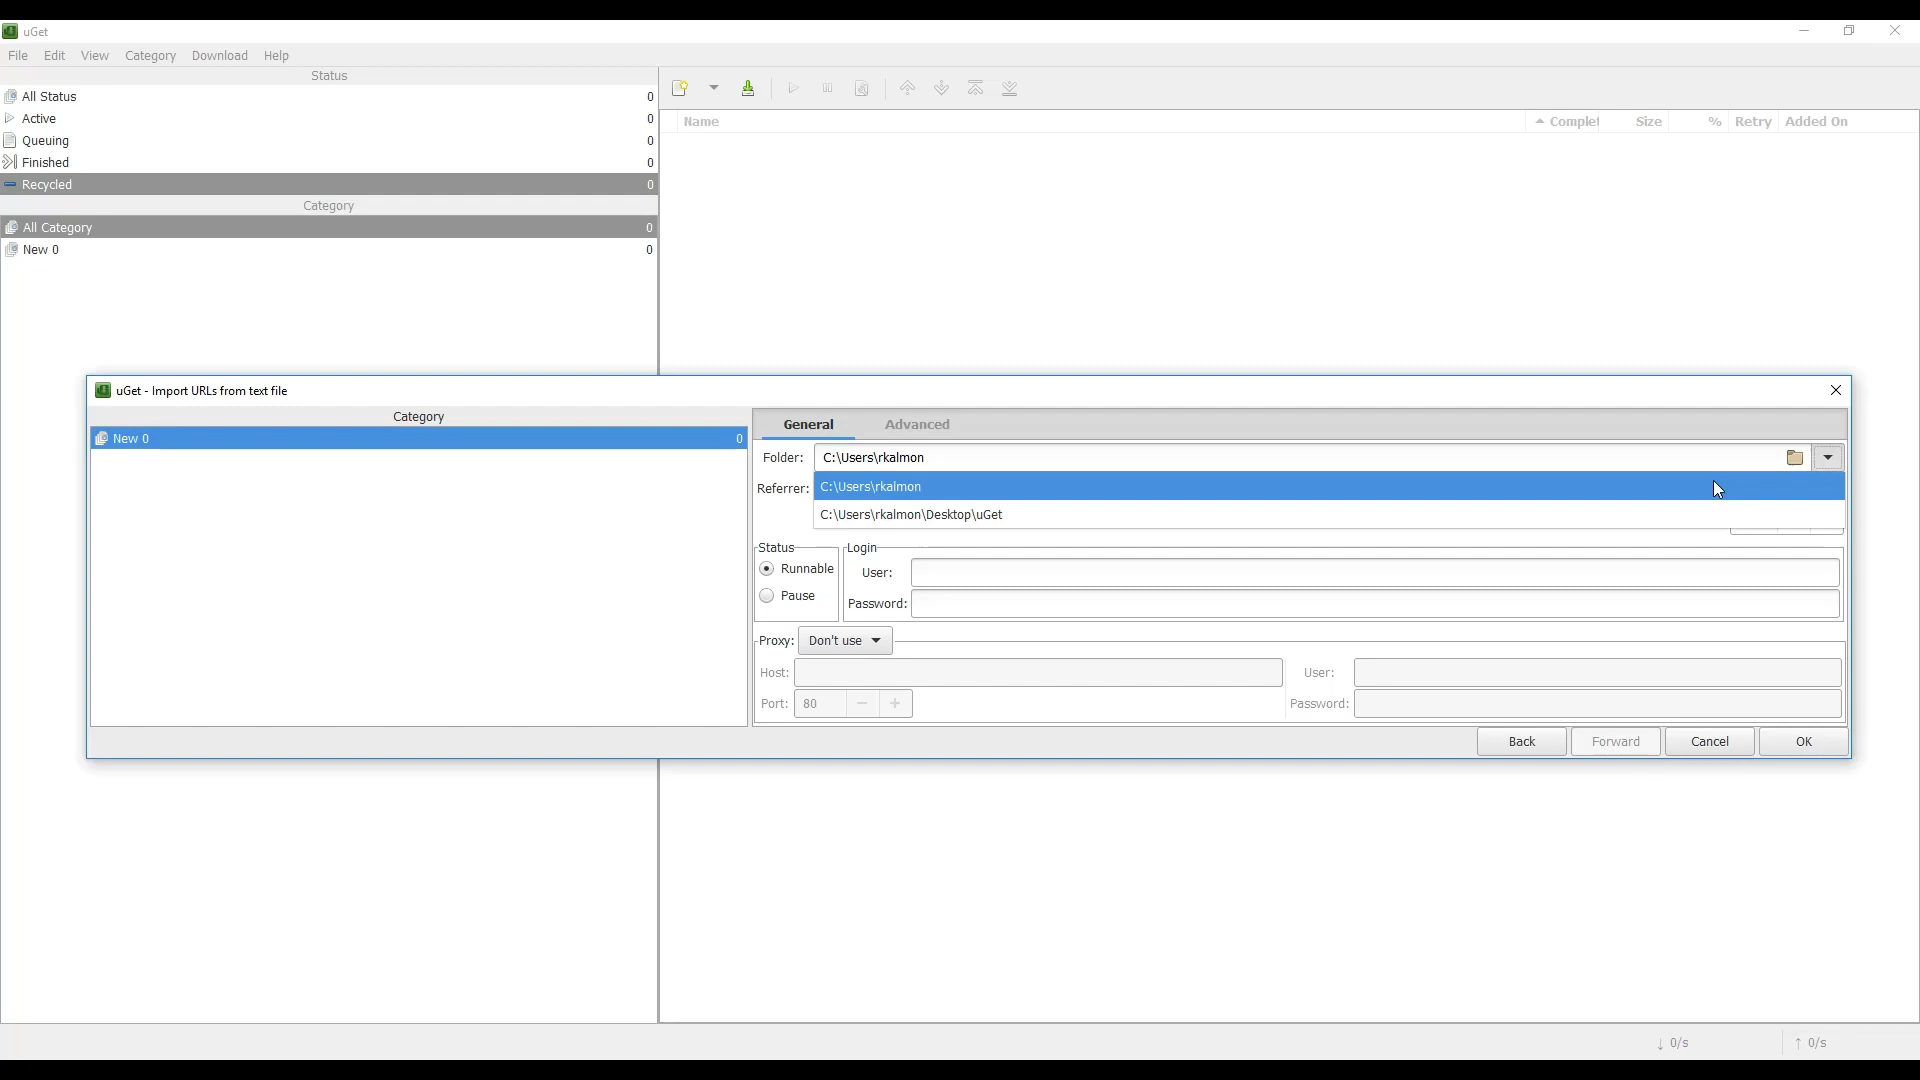 uGet
File Edit View Category Download Help
Status
All Status 0
Active 0
Queuing 0
Finished 0
Recycled 0
Category
All Category 0
New 0 0
Name Complet Size % Retry Added On
uGet - Import URLs from text file
Category
New 0 0
General Advanced
Folder: C:\Users\rkalmon
Referrer: C:\Users\rkalmon
C:\Users\rkalmon\Desktop\uGet
Status Login
Runnable User:
Pause Password:
Proxy: Don't use
Host: User:
Port: 80 Password:
Back Forward Cancel OK
↓ 0/s ↑ 0/s